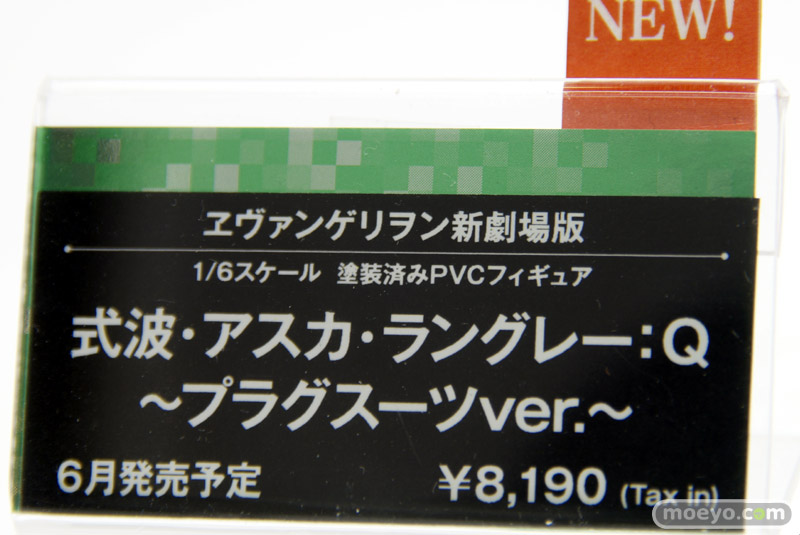 NEW!
ヱヴァンゲリヲン新劇場版
1/6スケール 塗装済みPVCフィギュア
式波・アスカ・ラングレー:Q
~プラグスーツver.~
6月発売予定 ¥8,190 (Tax in)
moeyo.com